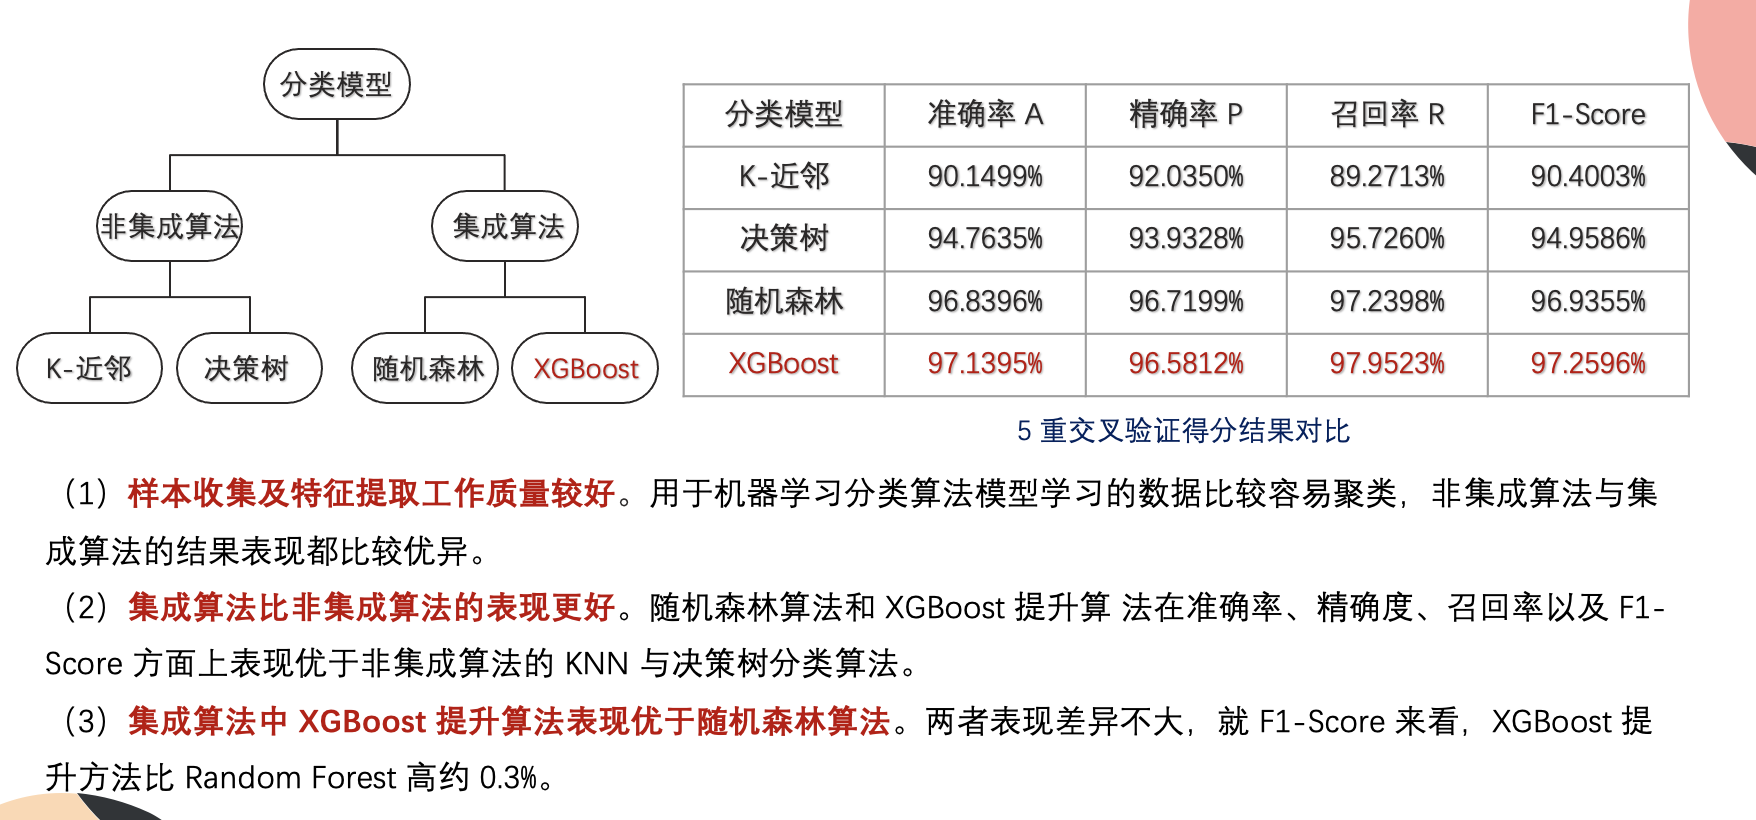 分类模型
非集成算法
集成算法
K-近邻
决策树
随机森林
XGBoost
分类模型 准确率 A 精确率 P 召回率 R F1-Score
K-近邻 90.1499% 92.0350% 89.2713% 90.4003%
决策树 94.7635% 93.9328% 95.7260% 94.9586%
随机森林 96.8396% 96.7199% 97.2398% 96.9355%
XGBoost 97.1395% 96.5812% 97.9523% 97.2596%
5 重交叉验证得分结果对比
（1）样本收集及特征提取工作质量较好。用于机器学习分类算法模型学习的数据比较容易聚类，非集成算法与集
成算法的结果表现都比较优异。
（2）集成算法比非集成算法的表现更好。随机森林算法和 XGBoost 提升算 法在准确率、精确度、召回率以及 F1-
Score 方面上表现优于非集成算法的 KNN 与决策树分类算法。
（3）集成算法中 XGBoost 提升算法表现优于随机森林算法。两者表现差异不大，就 F1-Score 来看，XGBoost 提
升方法比 Random Forest 高约 0.3%。